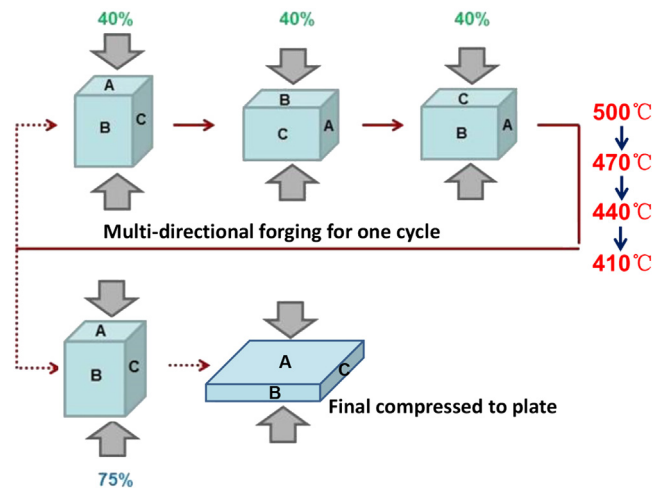 40% 40% 40%
A B C
B C A
C B A
500℃
470℃
440℃
410℃
Multi-directional forging for one cycle
A B C
A B C
Final compressed to plate
75%